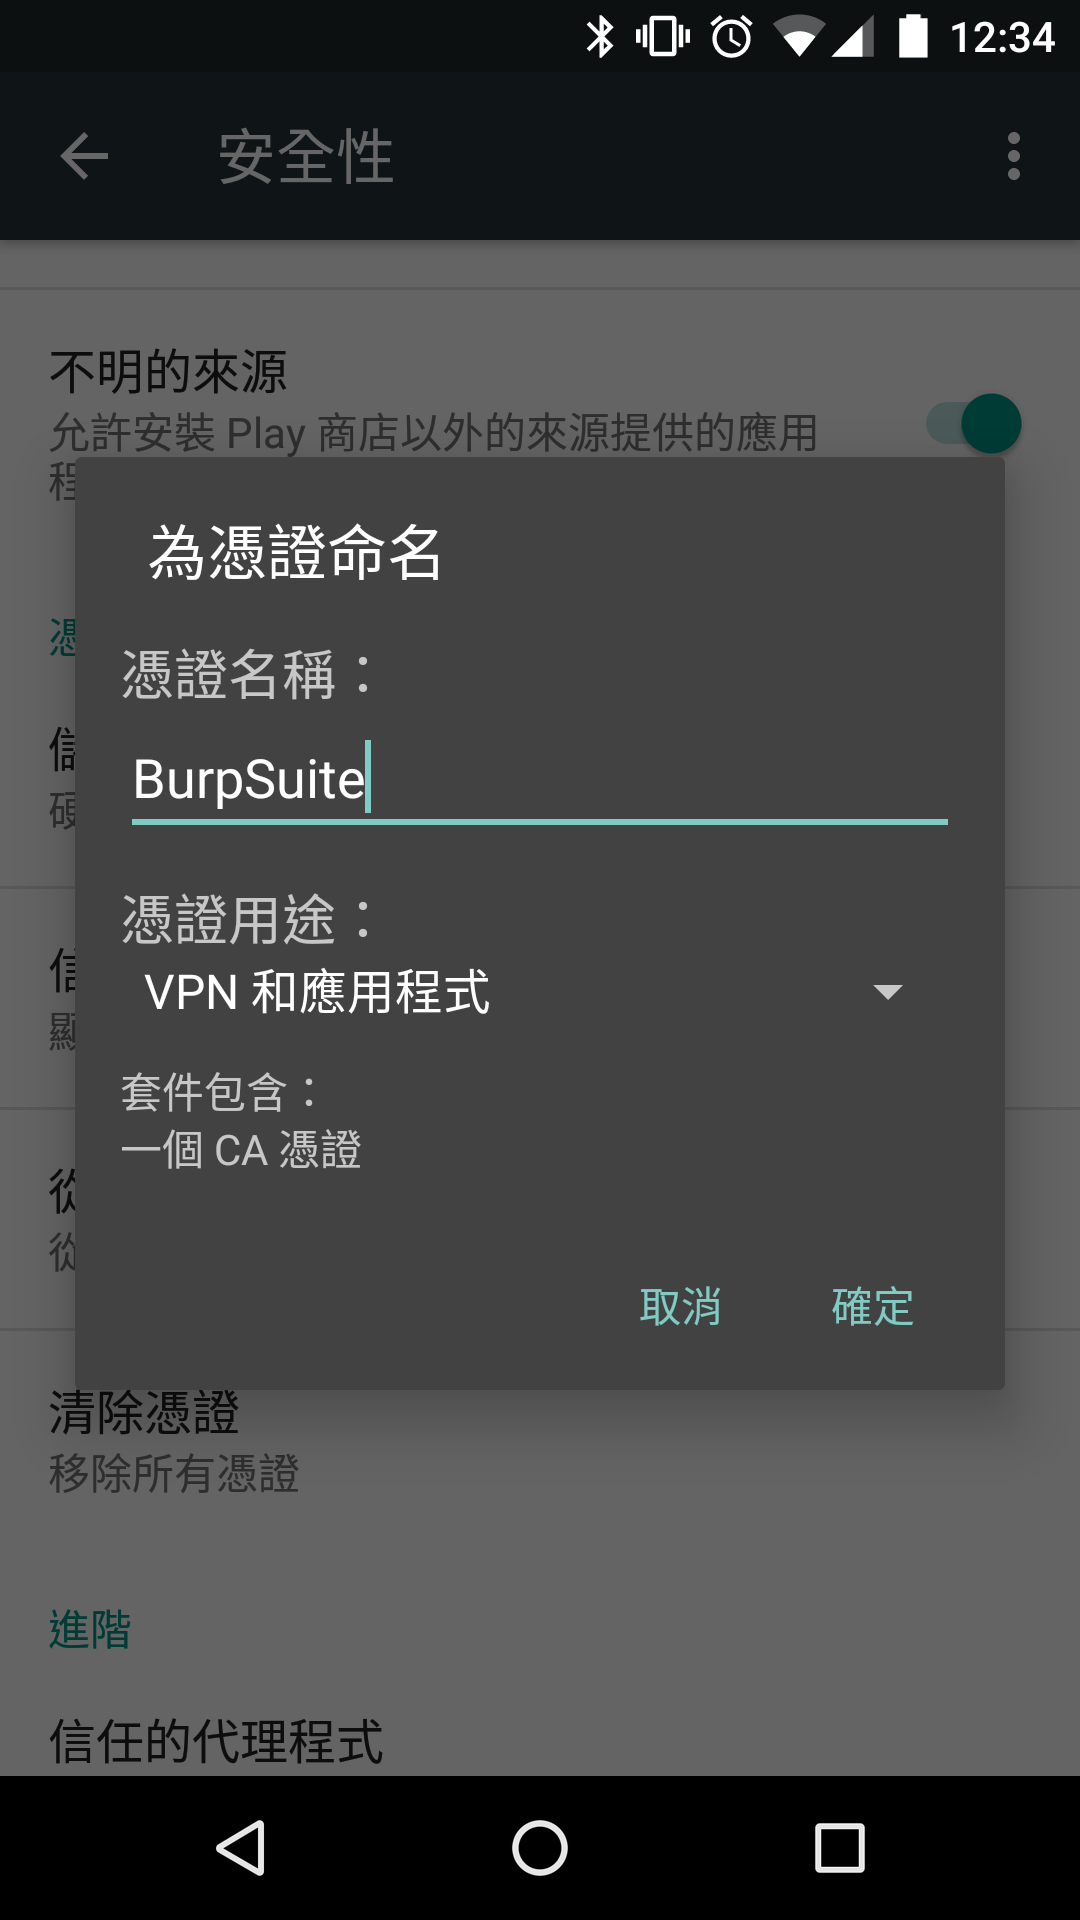 12:34
安全性
不明的來源
允許安裝 Play 商店以外的來源提供的應用
程
為憑證命名
憑證名稱：
BurpSuite
憑證用途：
VPN 和應用程式
套件包含：
一個 CA 憑證
取消 確定
清除憑證
移除所有憑證
進階
信任的代理程式